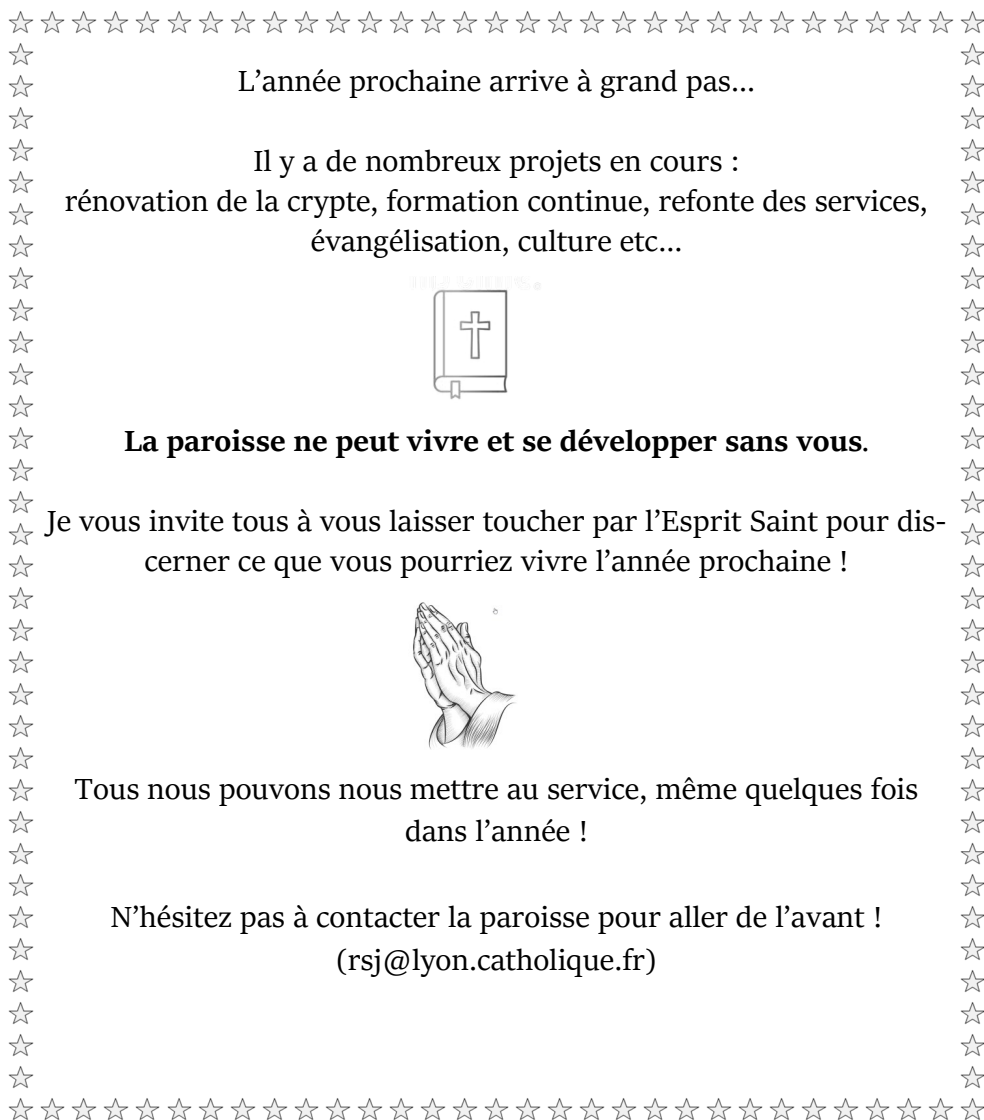 L’année prochaine arrive à grand pas...
Il y a de nombreux projets en cours :
rénovation de la crypte, formation continue, refonte des services,
évangélisation, culture etc...
La paroisse ne peut vivre et se développer sans vous.
Je vous invite tous à vous laisser toucher par l’Esprit Saint pour dis-
cerner ce que vous pourriez vivre l’année prochaine !
Tous nous pouvons nous mettre au service, même quelques fois
dans l’année !
N’hésitez pas à contacter la paroisse pour aller de l’avant !
(rsj@lyon.catholique.fr)